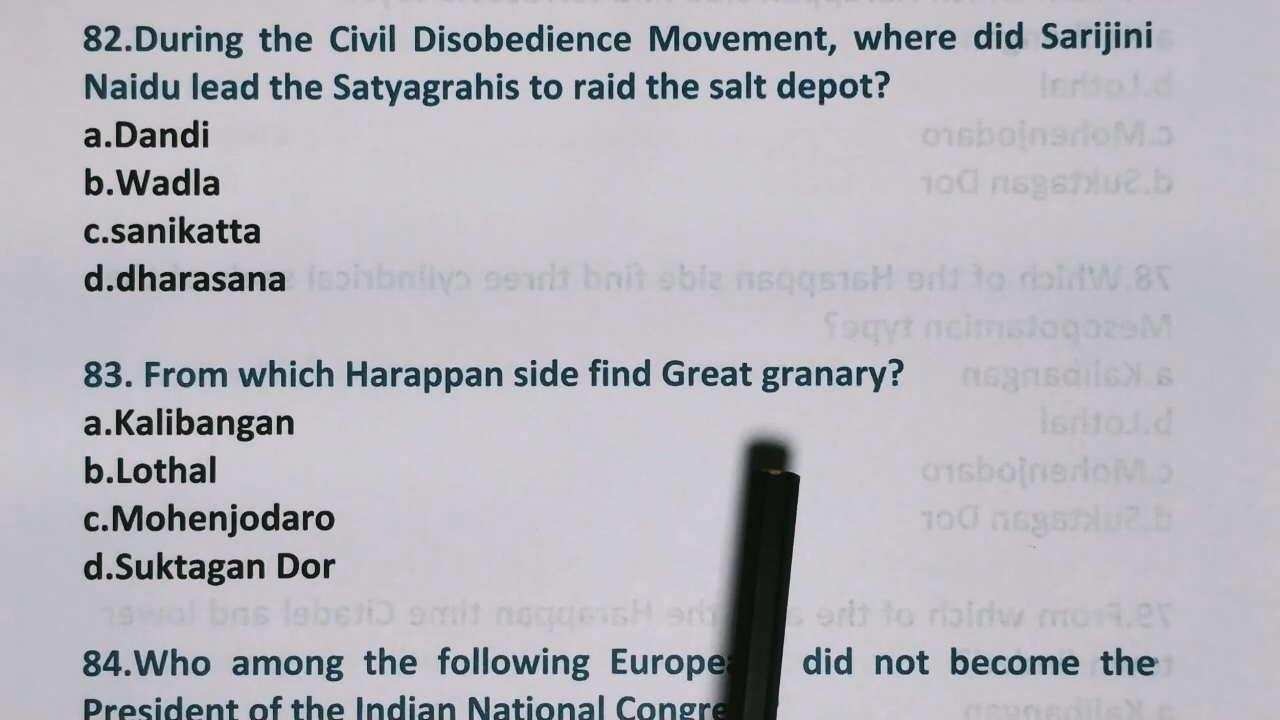 82.During the Civil Disobedience Movement, where did Sarijini
Naidu lead the Satyagrahis to raid the salt depot?
a.Dandi
b.Wadla
c.sanikatta
d.dharasana
83. From which Harappan side find Great granary?
a.Kalibangan
b.Lothal
c.Mohenjodaro
d.Suktagan Dor
84.Who among the following did not become the
President of the Indian National